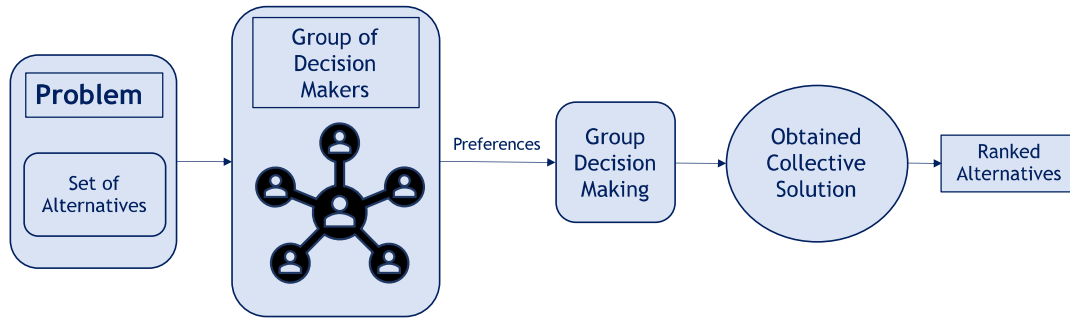 Problem
Set of
Alternatives
Group of
Decision
Makers
Preferences
Group
Decision
Making
Obtained
Collective
Solution
Ranked
Alternatives